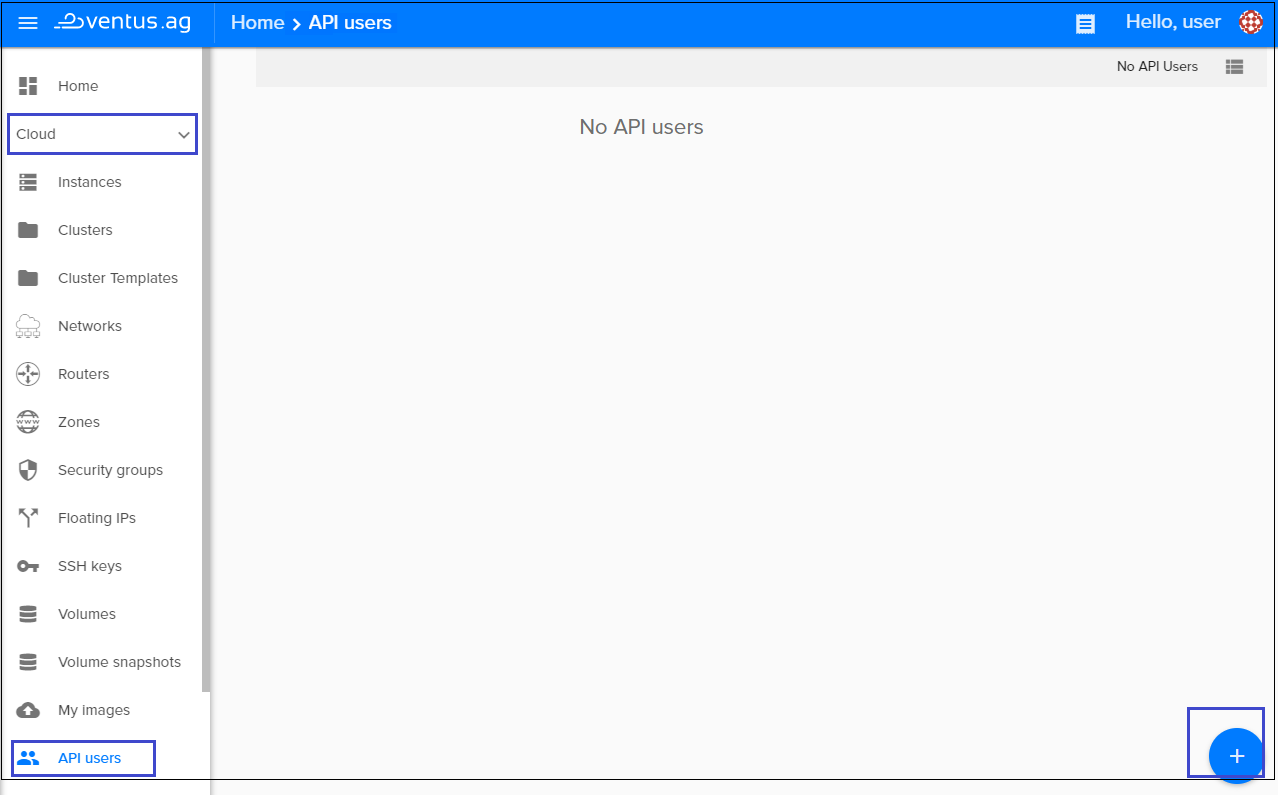 ventus.ag
Home > API users
Hello, user
No API Users
No API users
Home
Cloud
Instances
Clusters
Cluster Templates
Networks
Routers
www
Zones
Security groups
Floating IPs
SSH keys
Volumes
Volume snapshots
My images
API users
+